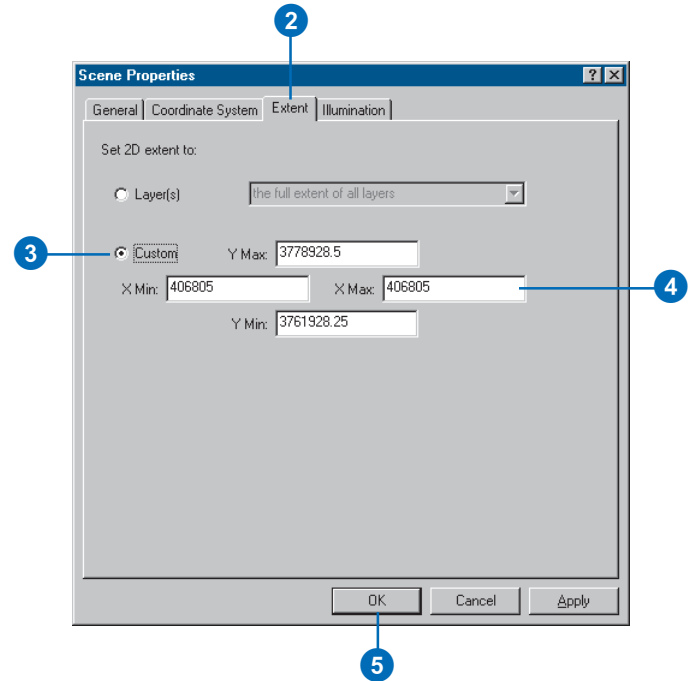 2
Scene Properties
General Coordinate System Extent Illumination
Set 2D extent to:
Layer(s) the full extent of all layers
3 Custom Y Max: 3778928.5
X Min: 406805 X Max: 406805 4
Y Min: 3761928.25
OK Cancel Apply
5